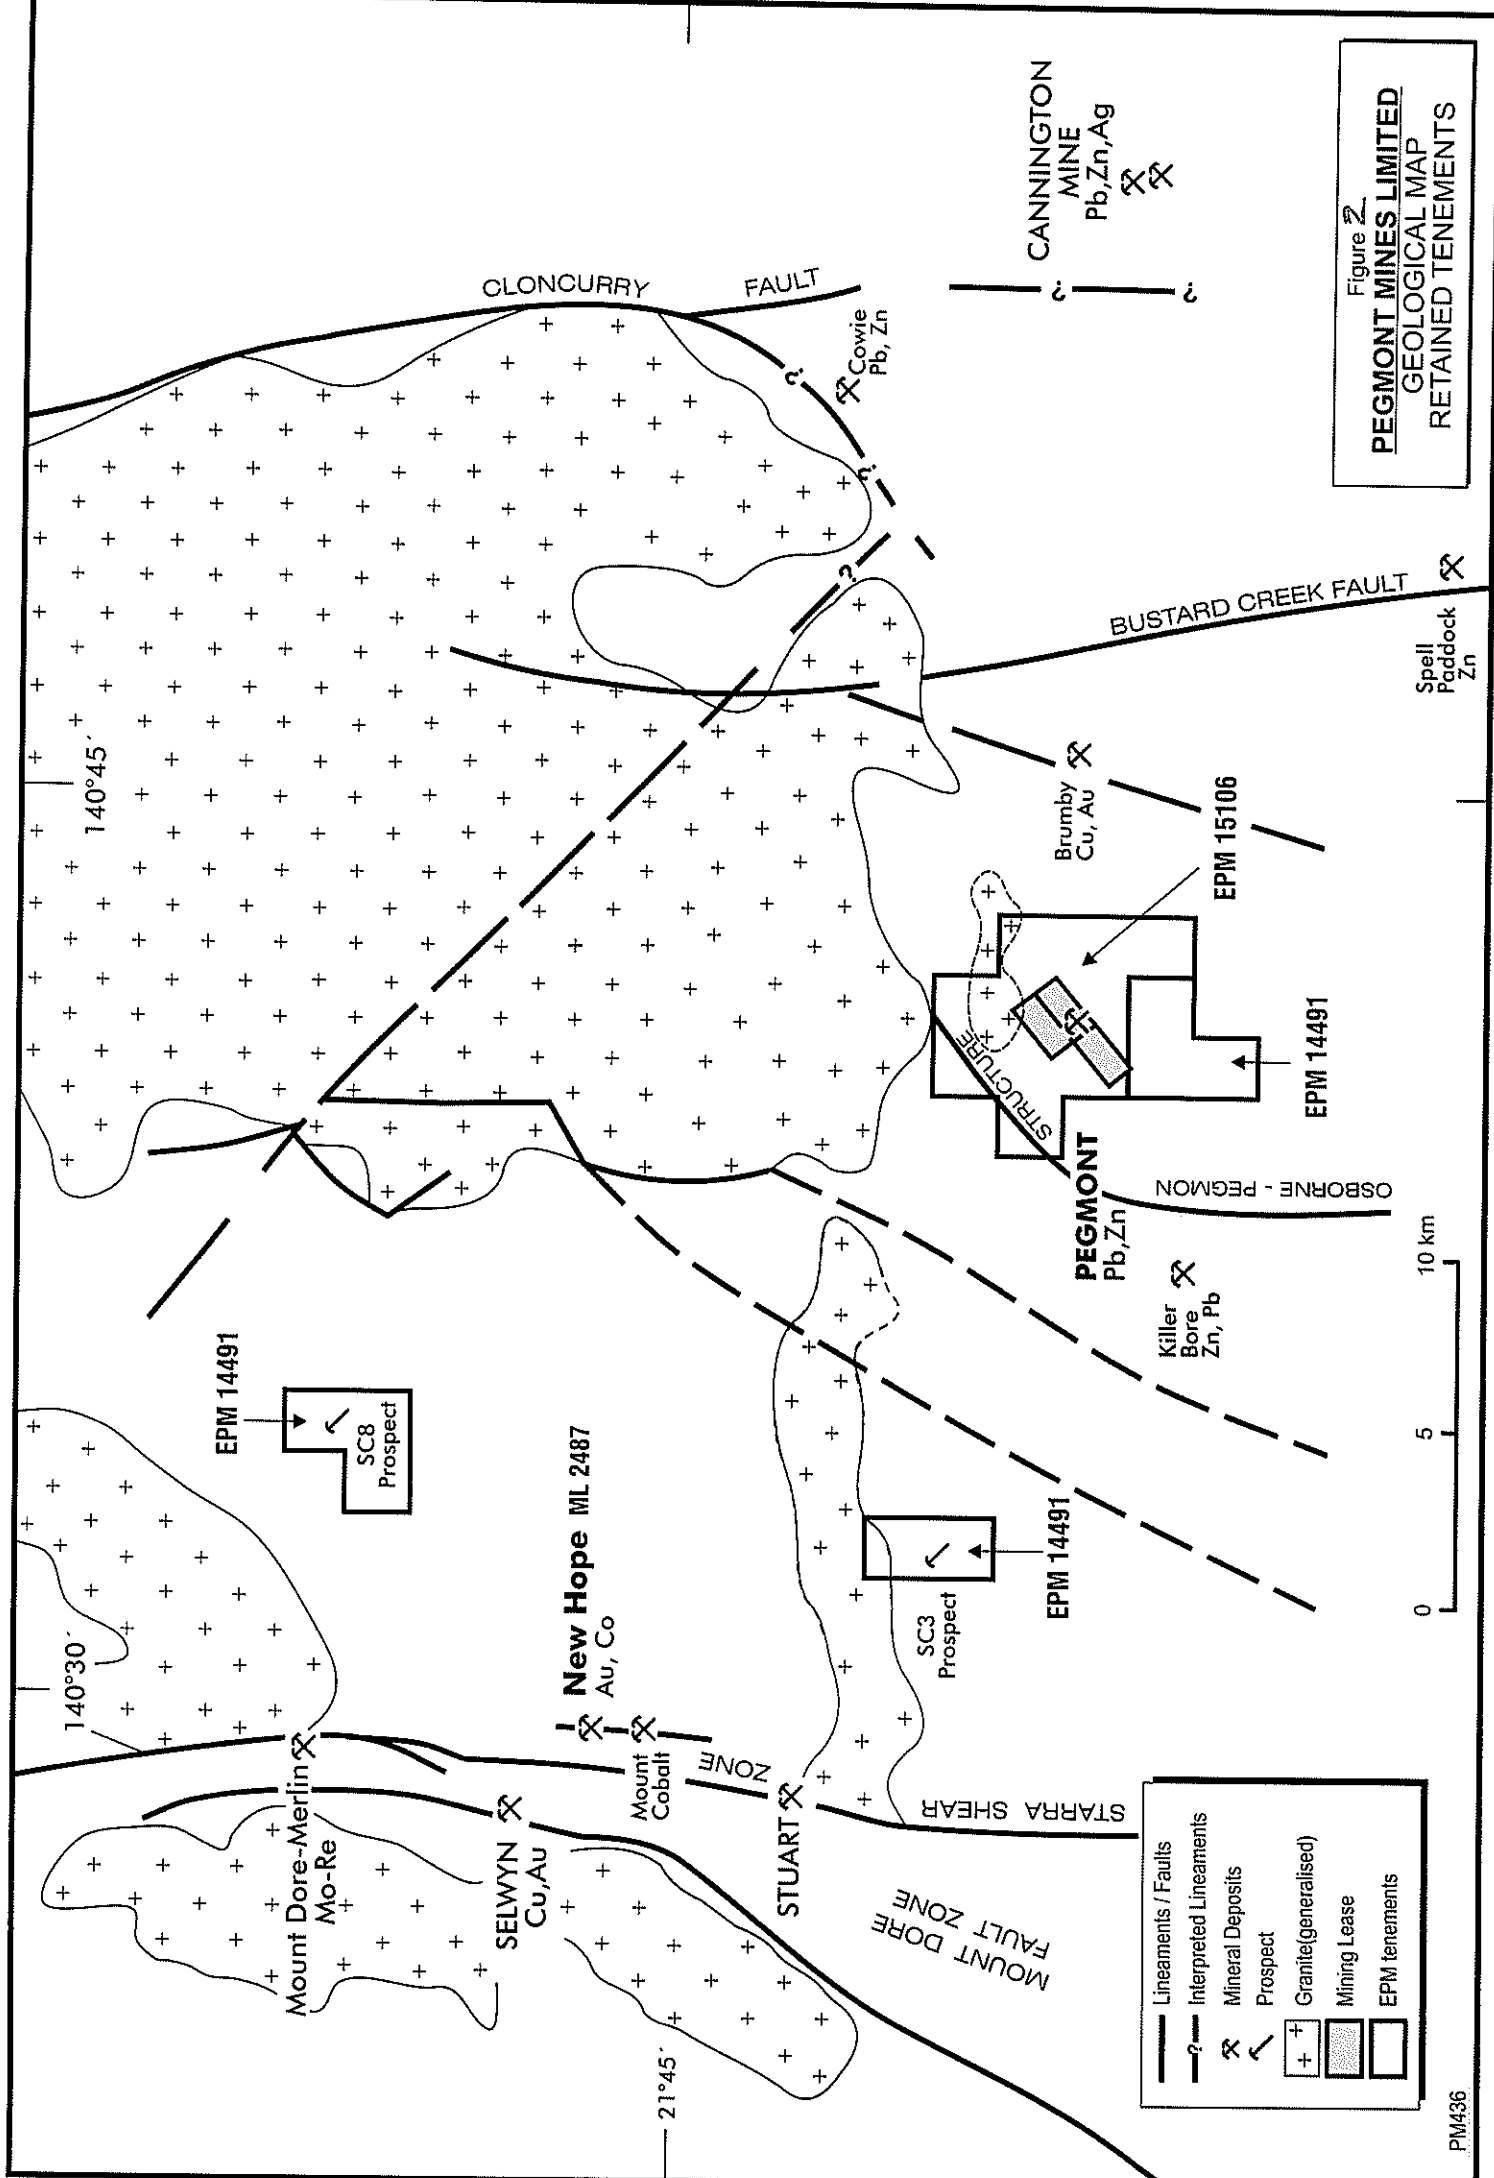 140°30´
140°45´
21°45´
Mount Dore-Merlin
Mo-Re
SELWYN
Cu,Au
New Hope ML 2487
Au, Co
Mount
Cobalt
ZONE
STUART
STARRA SHEAR
MOUNT DORE
FAULT ZONE
EPM 14491
SC8
Prospect
SC3
Prospect
EPM 14491
CLONCURRY
FAULT
Cowie
Pb, Zn
?
?
?
?
?
CANNINGTON
MINE
Pb,Zn,Ag
BUSTARD CREEK FAULT
Spell
Paddock
Zn
Brumby
Cu, Au
EPM 15106
EPM 14491
STRUCTURE
OSBORNE - PEGMON
PEGMONT
Pb,Zn
Killer
Bore
Zn, Pb
0 5 10 km
Lineaments / Faults
? Interpreted Lineaments
Mineral Deposits
Prospect
Granite(generalised)
Mining Lease
EPM tenements
Figure 2
PEGMONT MINES LIMITED
GEOLOGICAL MAP
RETAINED TENEMENTS
PM436